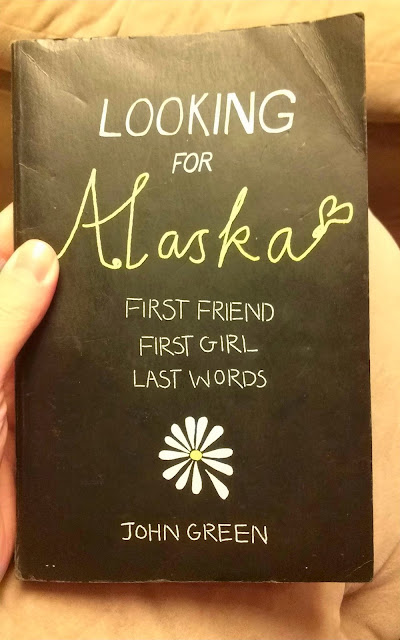 LOOKING
FOR
Alaska
FIRST FRIEND
FIRST GIRL
LAST WORDS
JOHN GREEN